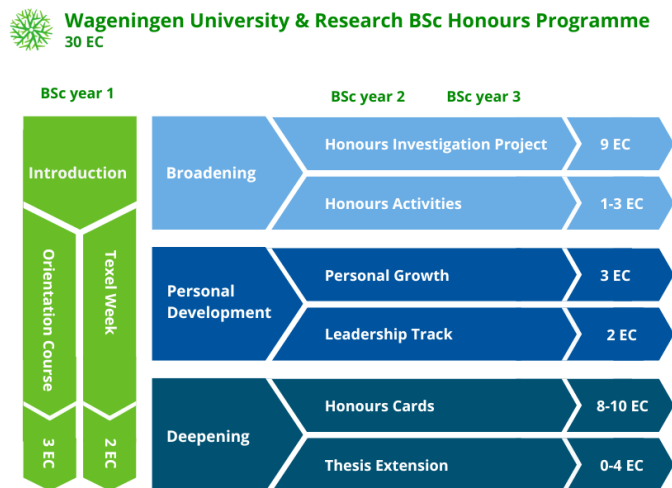 Wageningen University & Research BSc Honours Programme
30 EC
BSc year 1
BSc year 2
BSc year 3
Introduction
Orientation Course
Texel Week
3 EC
2 EC
Broadening
Honours Investigation Project
9 EC
Honours Activities
1-3 EC
Personal
Development
Personal Growth
3 EC
Leadership Track
2 EC
Deepening
Honours Cards
8-10 EC
Thesis Extension
0-4 EC